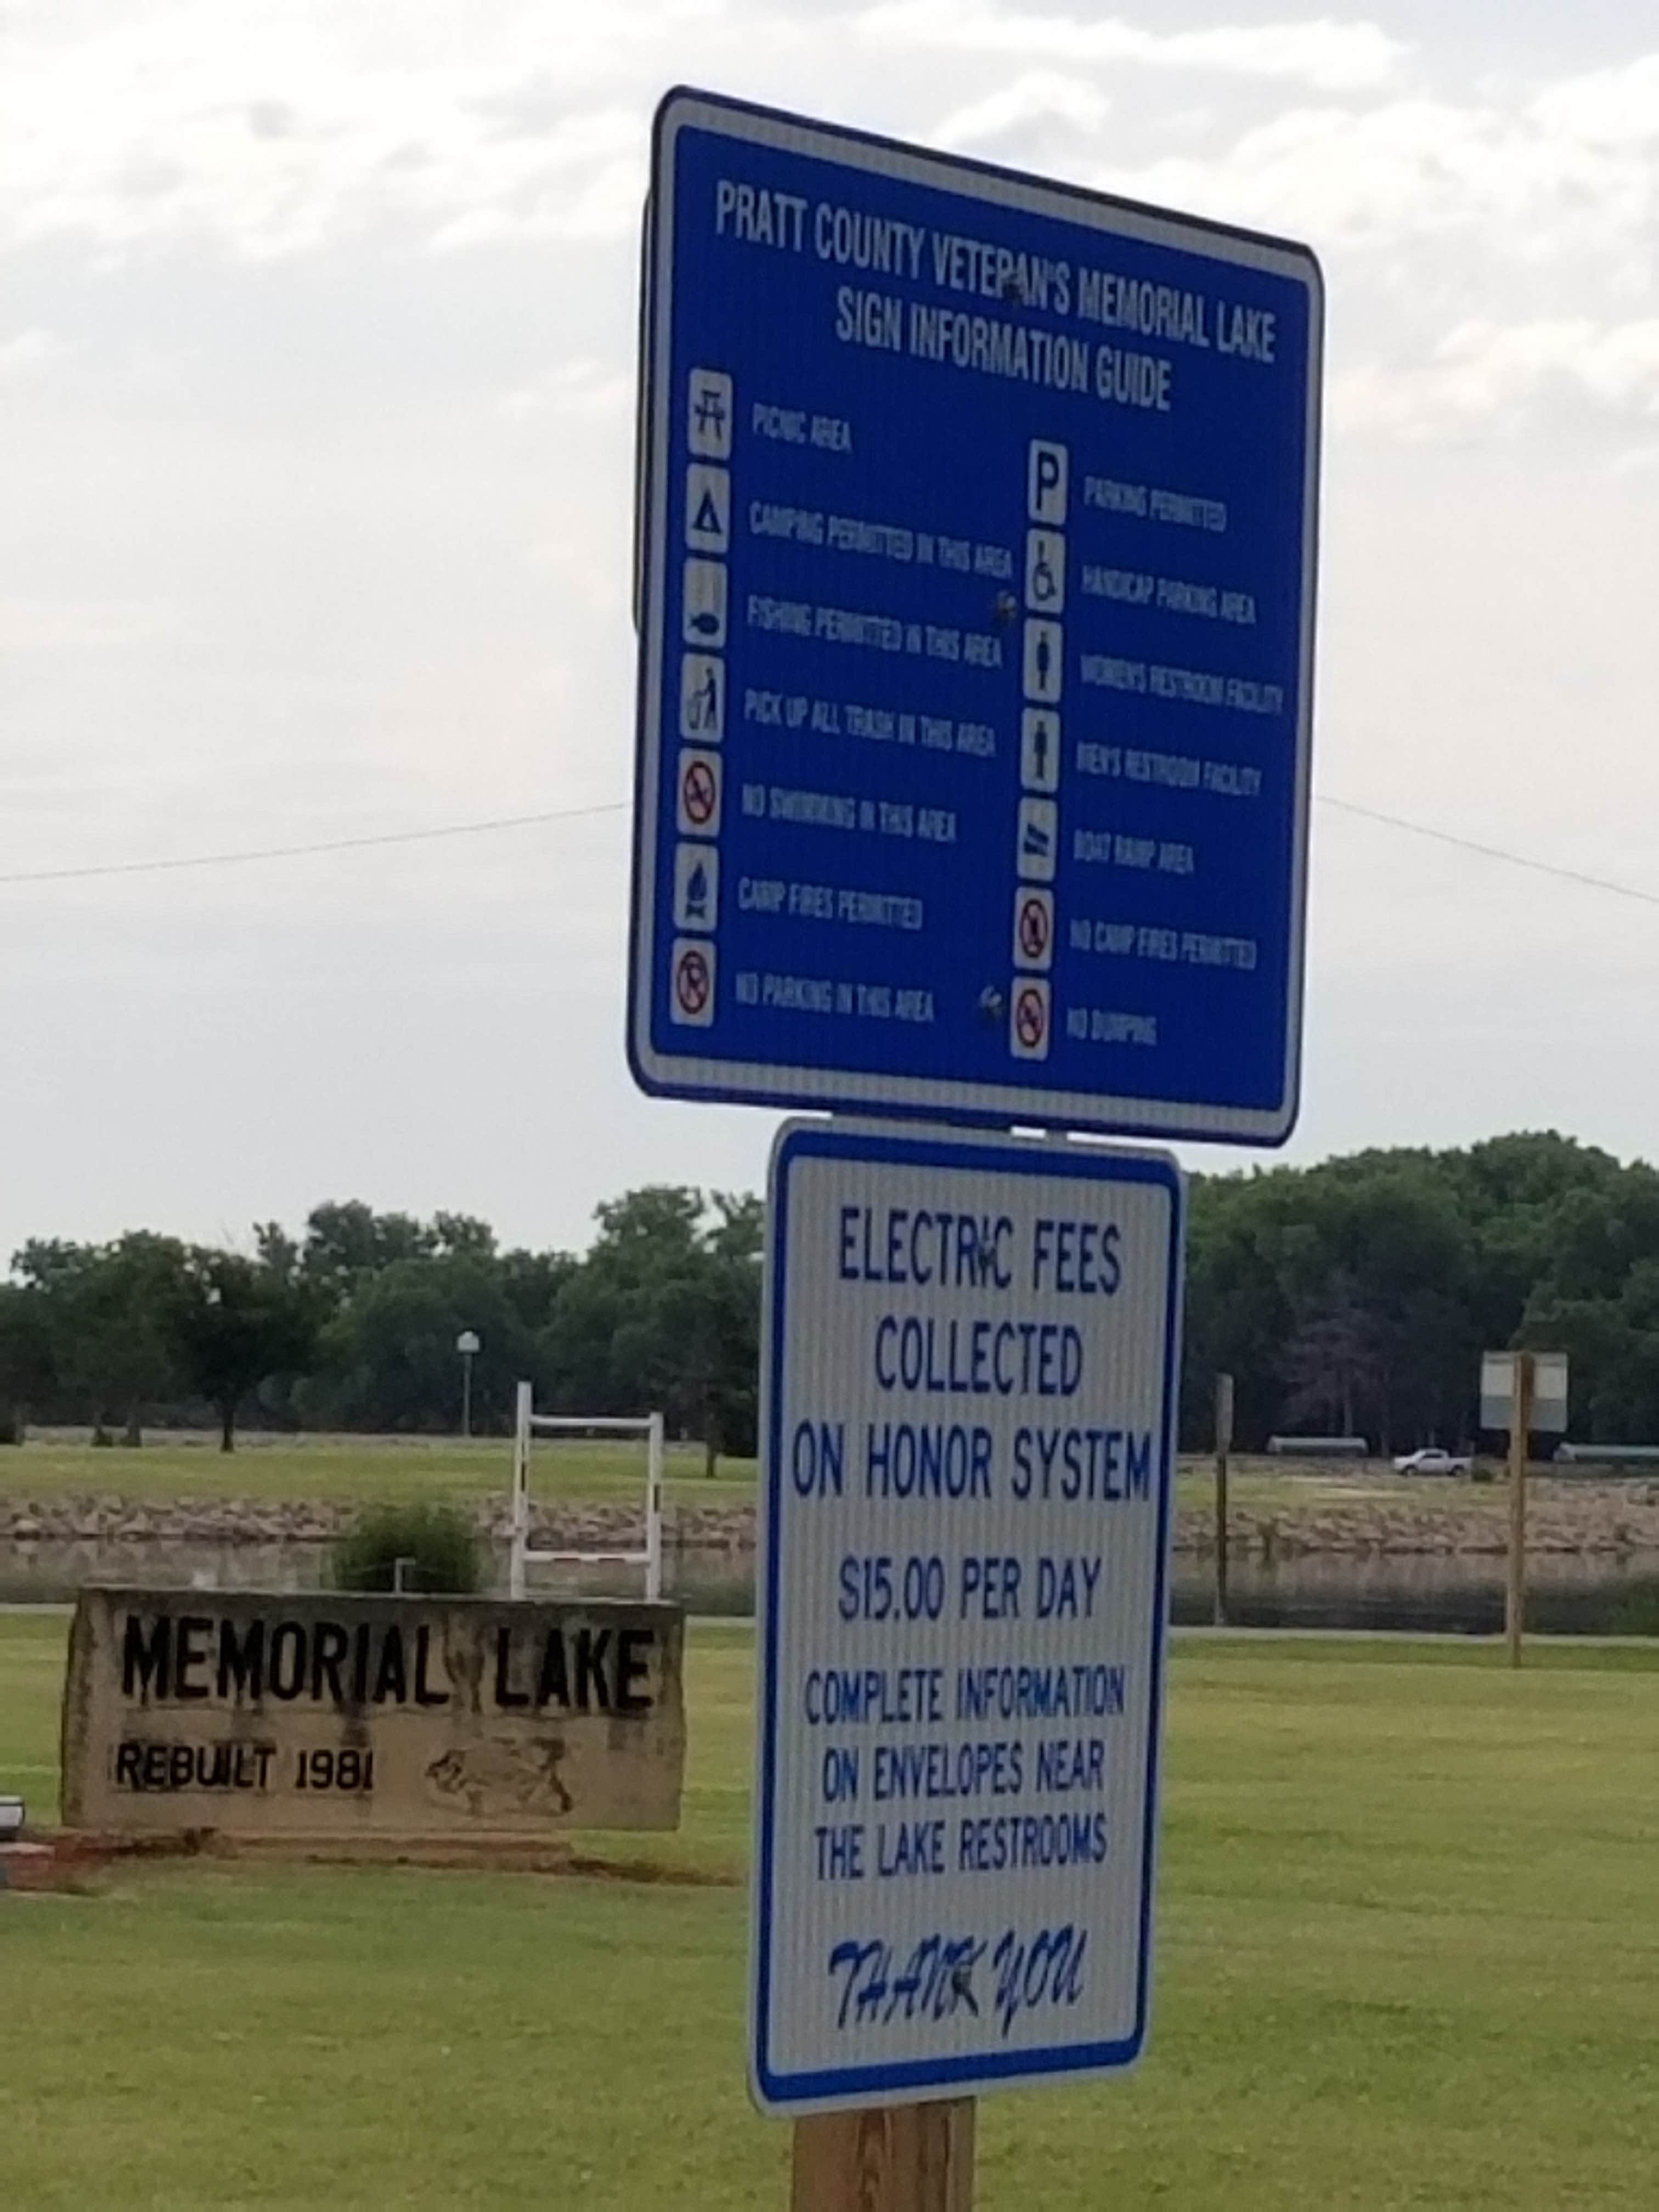 PRATT COUNTY VETERAN'S MEMORIAL LAKE
SIGN INFORMATION GUIDE
PICNIC AREA
CAMPING PERMITTED IN THIS AREA
FISHING PERMITTED IN THIS AREA
PICK UP ALL TRASH IN THIS AREA
NO SWIMMING IN THIS AREA
CAMP FIRES PERMITTED
NO PARKING IN THIS AREA
P
PARKING PERMITTED
HANDICAP PARKING AREA
WOMEN'S RESTROOM FACILITY
MEN'S RESTROOM FACILITY
BOAT RAMP AREA
NO CAMP FIRES PERMITTED
NO DUMPING
ELECTRIC FEES
COLLECTED
ON HONOR SYSTEM
$15.00 PER DAY
COMPLETE INFORMATION
ON ENVELOPES NEAR
THE LAKE RESTROOMS
THANK YOU
MEMORIAL LAKE
REBUILT 1981